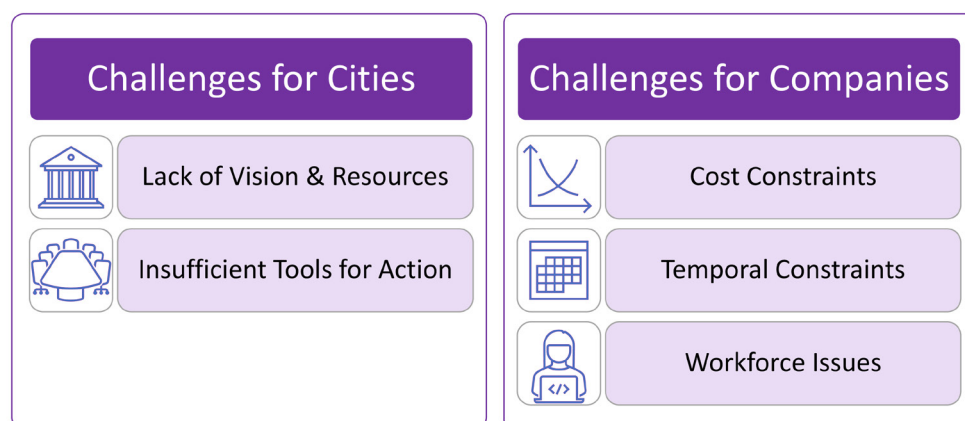 Challenges for Cities
Lack of Vision & Resources
Insufficient Tools for Action
Challenges for Companies
Cost Constraints
Temporal Constraints
Workforce Issues
</>